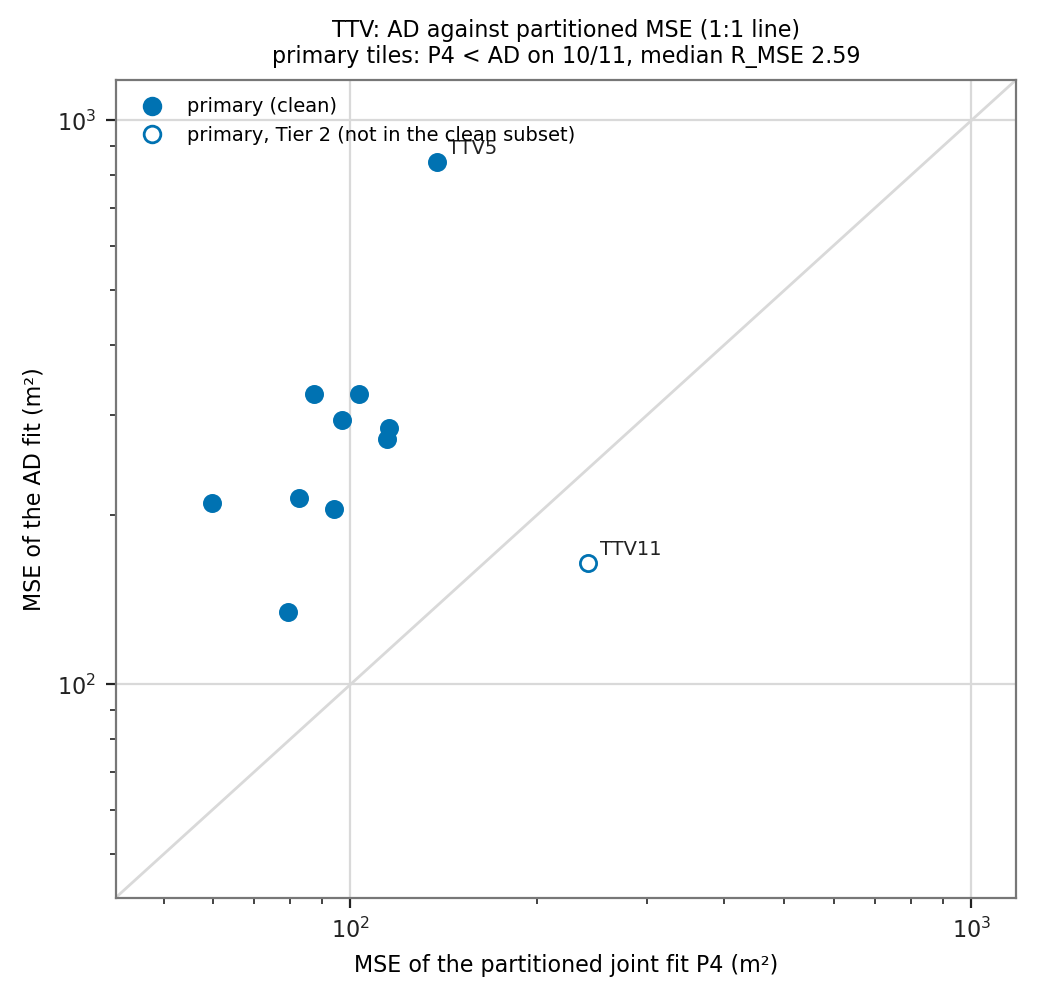 TTV: AD against partitioned MSE (1:1 line)
primary tiles: P4 < AD on 10/11, median R_MSE 2.59
primary (clean)
primary, Tier 2 (not in the clean subset)
TTV5
TTV11
10³
10²
MSE of the AD fit (m²)
10²
10³
MSE of the partitioned joint fit P4 (m²)